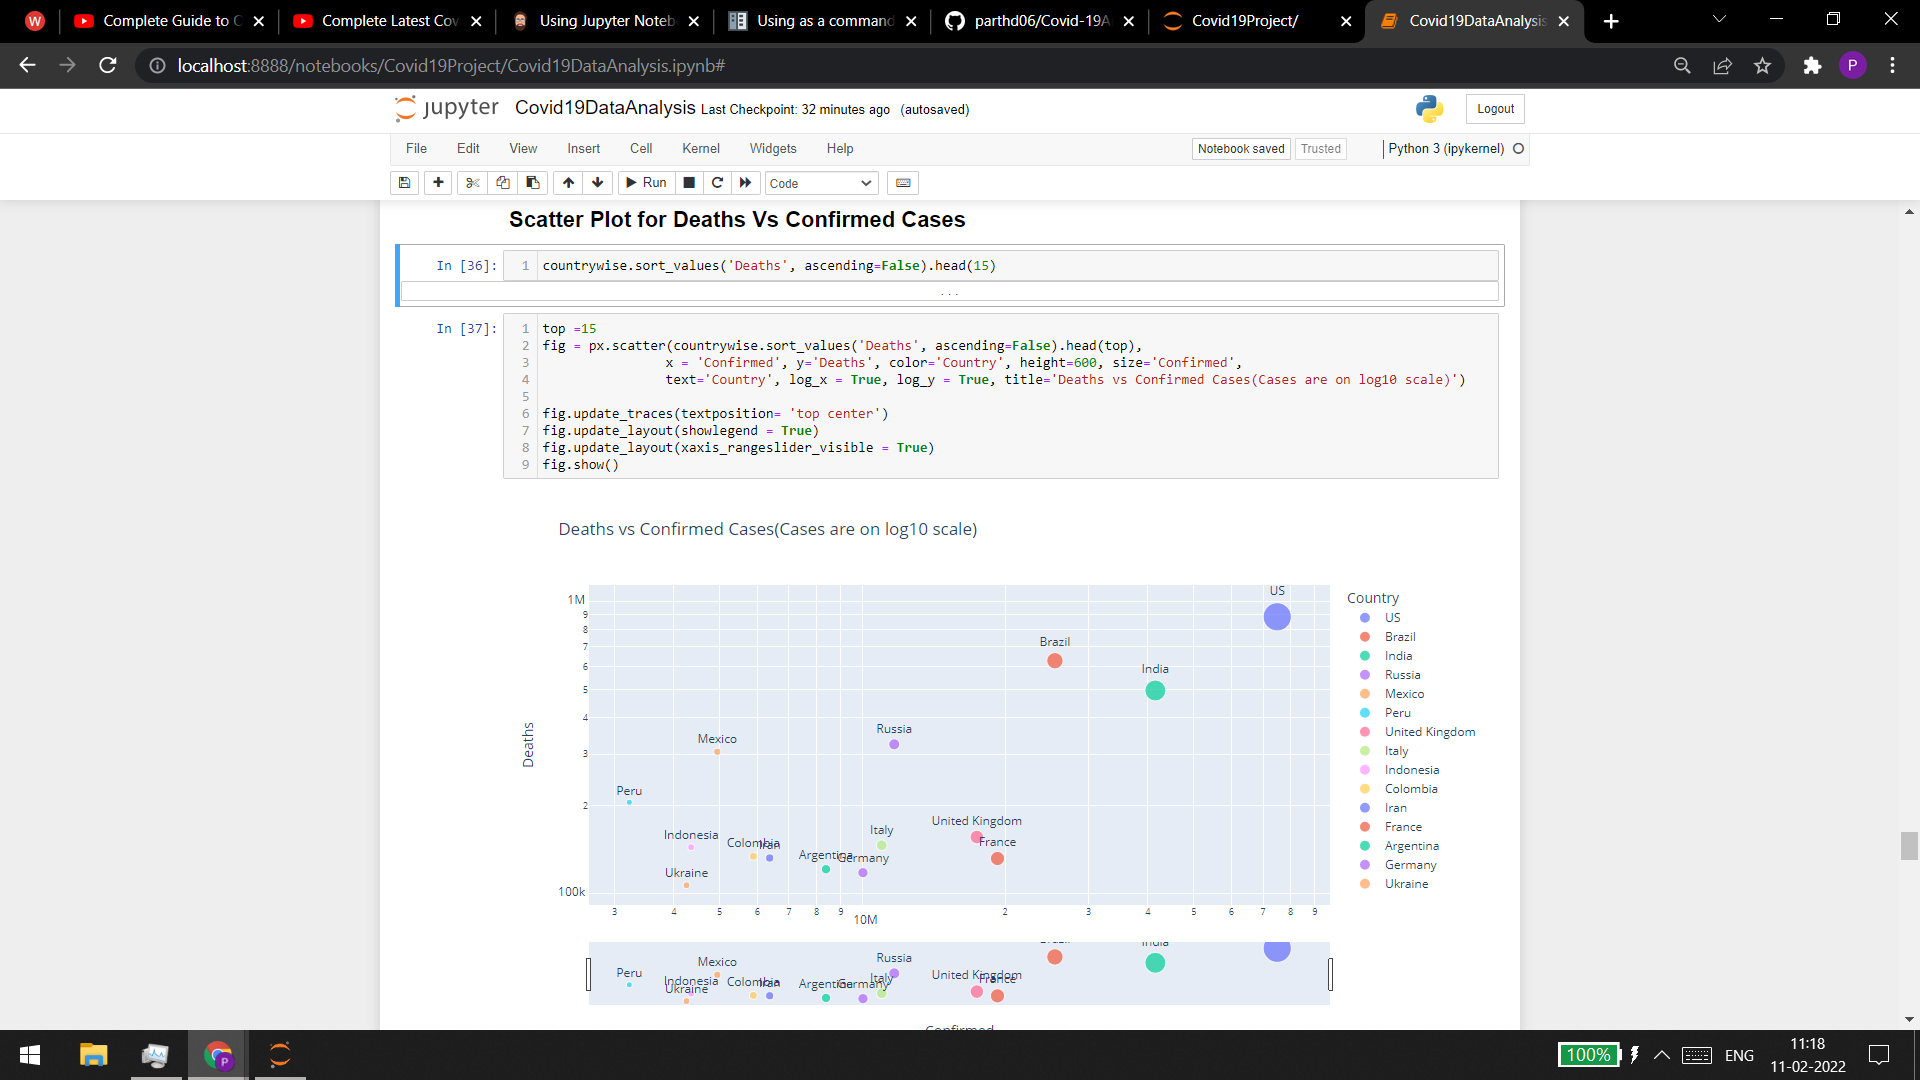 Complete Guide to C
Complete Latest Cov
Using Jupyter Noteb
Using as a command
parthd06/Covid-19A
Covid19Project/
Covid19DataAnalysis
localhost:8888/notebooks/Covid19Project/Covid19DataAnalysis.ipynb#
P
jupyter Covid19DataAnalysis Last Checkpoint: 32 minutes ago (autosaved)
Logout
File Edit View Insert Cell Kernel Widgets Help
Notebook saved Trusted Python 3 (ipykernel)
Run Code
Scatter Plot for Deaths Vs Confirmed Cases
In [36]: 1 countrywise.sort_values('Deaths', ascending=False).head(15)
...
In [37]: 1 top =15
2 fig = px.scatter(countrywise.sort_values('Deaths', ascending=False).head(top),
3 x = 'Confirmed', y='Deaths', color='Country', height=600, size='Confirmed',
4 text='Country', log_x = True, log_y = True, title='Deaths vs Confirmed Cases(Cases are on log10 scale)')
5
6 fig.update_traces(textposition= 'top center')
7 fig.update_layout(showlegend = True)
8 fig.update_layout(xaxis_rangeslider_visible = True)
9 fig.show()
Deaths vs Confirmed Cases(Cases are on log10 scale)
Deaths
1M
9
8
7
6
5
4
3
2
100k
US
Brazil
India
Russia
Mexico
Peru
United Kingdom
Italy
Indonesia
Colombia
Iran
France
Argentina
Germany
Ukraine
3 4 5 6 7 8 9 10M 2 3 4 5 6 7 8 9
Country
US
Brazil
India
Russia
Mexico
Peru
United Kingdom
Italy
Indonesia
Colombia
Iran
France
Argentina
Germany
Ukraine
Brazil
India
Russia
Mexico
Peru
United Kingdom
Italy
France
Indonesia
Colombia
Iran
Argentina
Germany
Ukraine
Confirmed
100%
ENG
11:18
11-02-2022